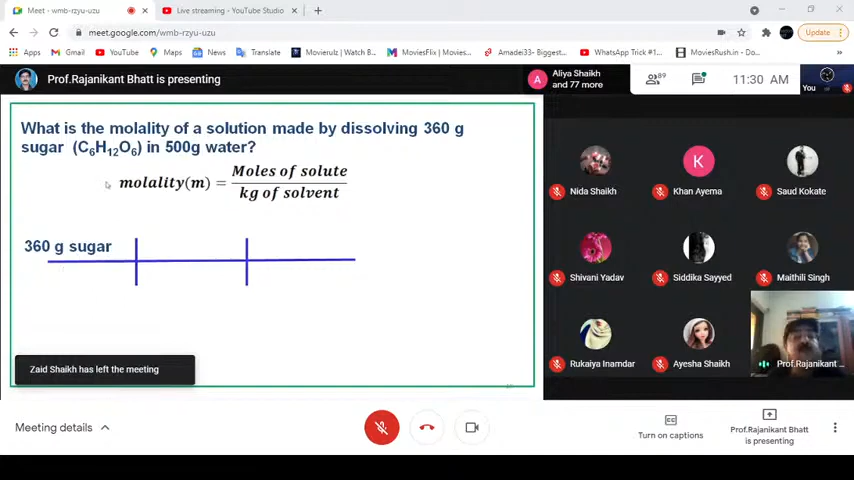 Meet - wmb-rzyu-uzu
Live streaming - YouTube Studio
meet.google.com/wmb-rzyu-uzu
Update
Apps
Gmail
YouTube
Maps
News
Translate
Movierulz | Watch B...
MoviesFlix | Movies...
Amadei33– Biggest...
WhatsApp Trick #1...
MoviesRush.in - Dow...
Prof.Rajanikant Bhatt is presenting
Aliya Shaikh
and 77 more
89
11:30 AM
You
What is the molality of a solution made by dissolving 360 g
sugar (C₆H₁₂O₆) in 500g water?
molality(m) = Moles of solute
kg of solvent
360 g sugar
Zaid Shaikh has left the meeting
Nida Shaikh
Khan Ayema
Saud Kokate
Shivani Yadav
Siddika Sayyed
Maithili Singh
Rukaiya Inamdar
Ayesha Shaikh
Prof.Rajanikant ...
Meeting details
Turn on captions
Prof.Rajanikant Bhatt
is presenting